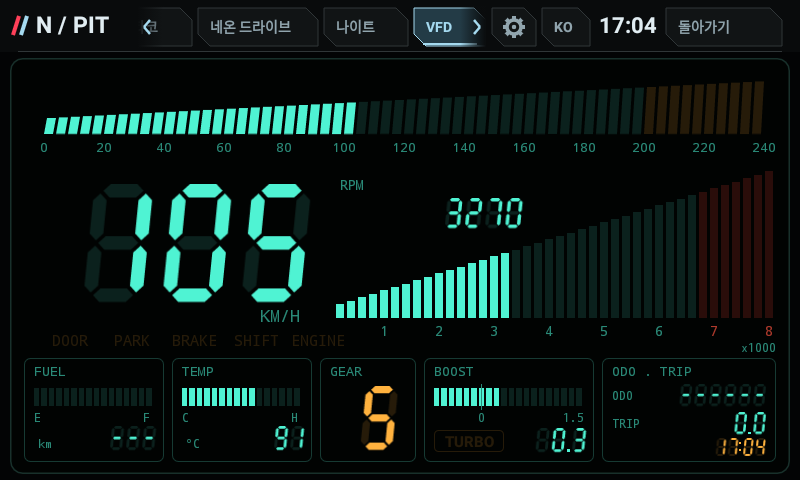 N / PIT 코 네온 드라이브 나이트 VFD KO 17:04 돌아가기
0 20 40 60 80 100 120 140 160 180 200 220 240
RPM
3270
105
KM/H
1 2 3 4 5 6 7 8
x1000
DOOR PARK BRAKE SHIFT ENGINE
FUEL
E F
km ---
TEMP
C H
°C 91
GEAR
5
BOOST
0 1.5
TURBO 0.3
ODO . TRIP
ODO ------
TRIP 0.0
17:04